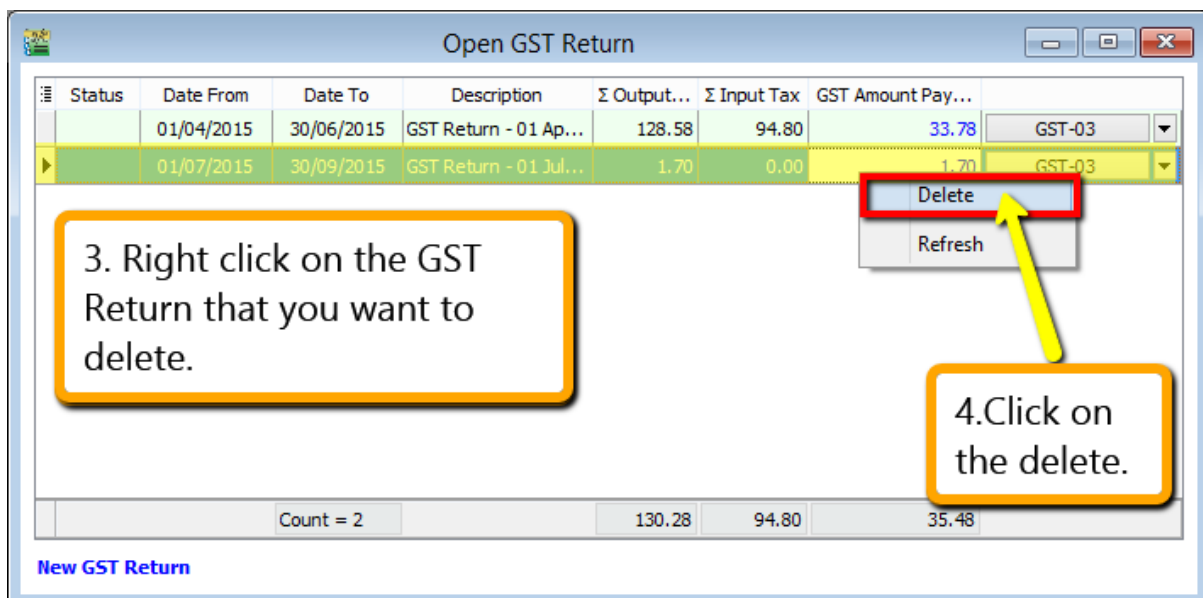 Open GST Return
Status Date From Date To Description Σ Output... Σ Input Tax GST Amount Pay...
01/04/2015 30/06/2015 GST Return - 01 Ap... 128.58 94.80 33.78 GST-03
01/07/2015 30/09/2015 GST Return - 01 Jul... 1.70 0.00 1.70 GST-03
Delete
Refresh
3. Right click on the GST
Return that you want to
delete.
4.Click on
the delete.
Count = 2 130.28 94.80 35.48
New GST Return